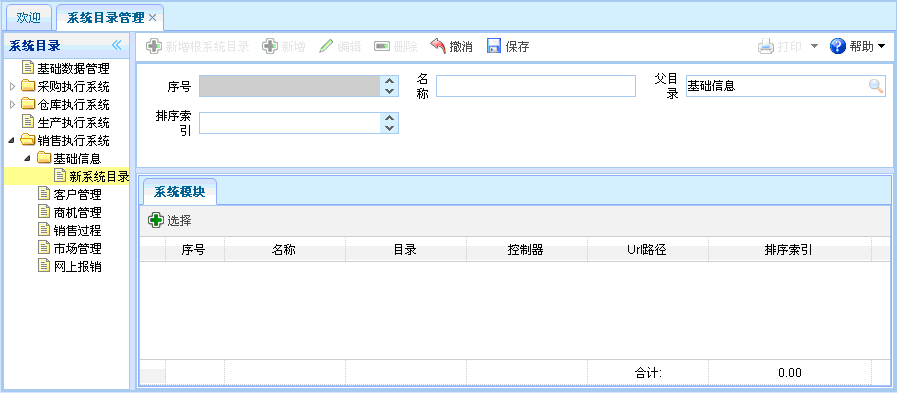 欢迎
系统目录管理
系统目录
新增根系统目录 新增 编辑 删除 撤消 保存 打印 帮助
基础数据管理
采购执行系统
仓库执行系统
生产执行系统
销售执行系统
基础信息
新系统目录
客户管理
商机管理
销售过程
市场管理
网上报销
序号
名
称
父目
录
基础信息
排序索
引
系统模块
选择
序号 名称 目录 控制器 Url路径 排序索引
合计: 0.00